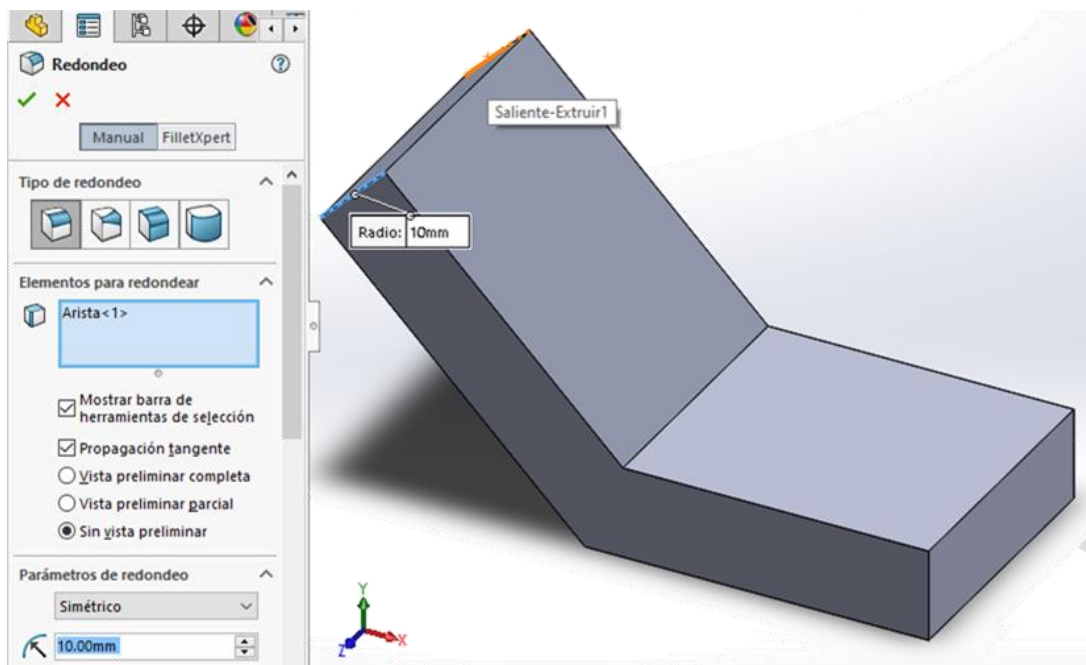 Redondeo
Manual FilletXpert
Tipo de redondeo
Elementos para redondear
Arista<1>
Mostrar barra de
herramientas de selección
Propagación tangente
Vista preliminar completa
Vista preliminar parcial
Sin vista preliminar
Parámetros de redondeo
Simétrico
10.00mm
Saliente-Extruir1
Radio: 10mm
Y
X
Z